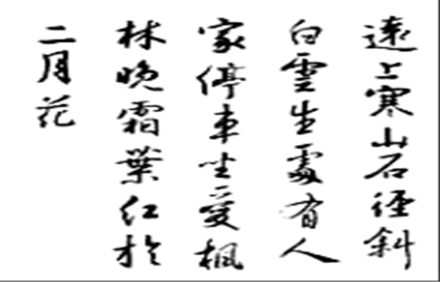 遠上寒山石徑斜
白雲生處有人
家停車坐愛楓
林晚霜葉紅於
二月花